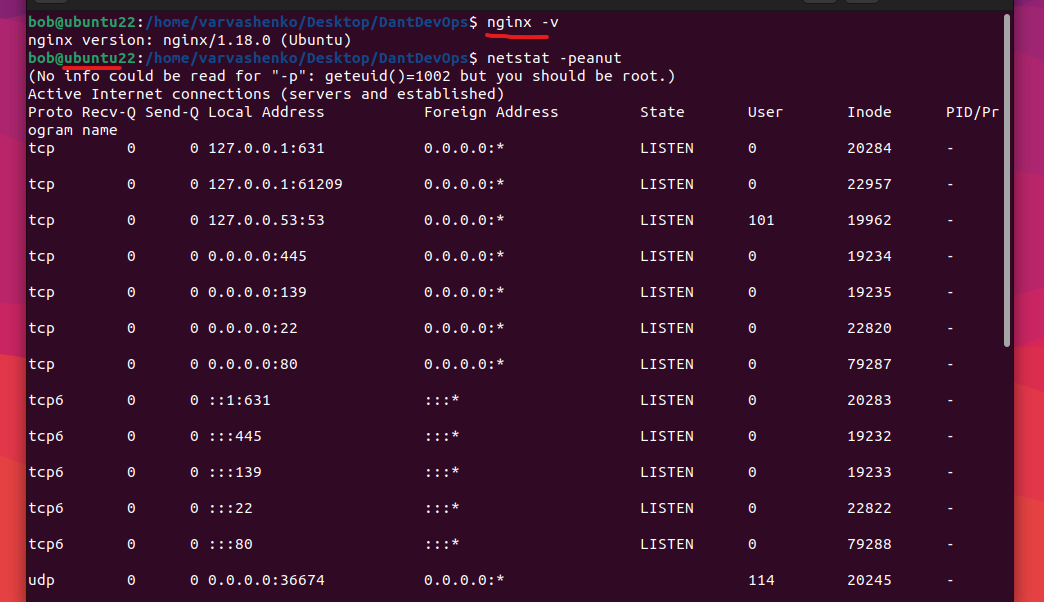 bob@ubuntu22:/home/varvashenko/Desktop/DantDevOps$ nginx -v
nginx version: nginx/1.18.0 (Ubuntu)
bob@ubuntu22:/home/varvashenko/Desktop/DantDevOps$ netstat -peanut
(No info could be read for "-p": geteuid()=1002 but you should be root.)
Active Internet connections (servers and established)
Proto Recv-Q Send-Q Local Address           Foreign Address         State       User       Inode      PID/Pr
ogram name
tcp        0      0 127.0.0.1:631           0.0.0.0:*               LISTEN      0          20284      -
tcp        0      0 127.0.0.1:61209         0.0.0.0:*               LISTEN      0          22957      -
tcp        0      0 127.0.0.53:53           0.0.0.0:*               LISTEN      101        19962      -
tcp        0      0 0.0.0.0:445             0.0.0.0:*               LISTEN      0          19234      -
tcp        0      0 0.0.0.0:139             0.0.0.0:*               LISTEN      0          19235      -
tcp        0      0 0.0.0.0:22              0.0.0.0:*               LISTEN      0          22820      -
tcp        0      0 0.0.0.0:80              0.0.0.0:*               LISTEN      0          79287      -
tcp6       0      0 ::1:631                 :::*                    LISTEN      0          20283      -
tcp6       0      0 :::445                  :::*                    LISTEN      0          19232      -
tcp6       0      0 :::139                  :::*                    LISTEN      0          19233      -
tcp6       0      0 :::22                   :::*                    LISTEN      0          22822      -
tcp6       0      0 :::80                   :::*                    LISTEN      0          79288      -
udp        0      0 0.0.0.0:36674           0.0.0.0:*                           114        20245      -